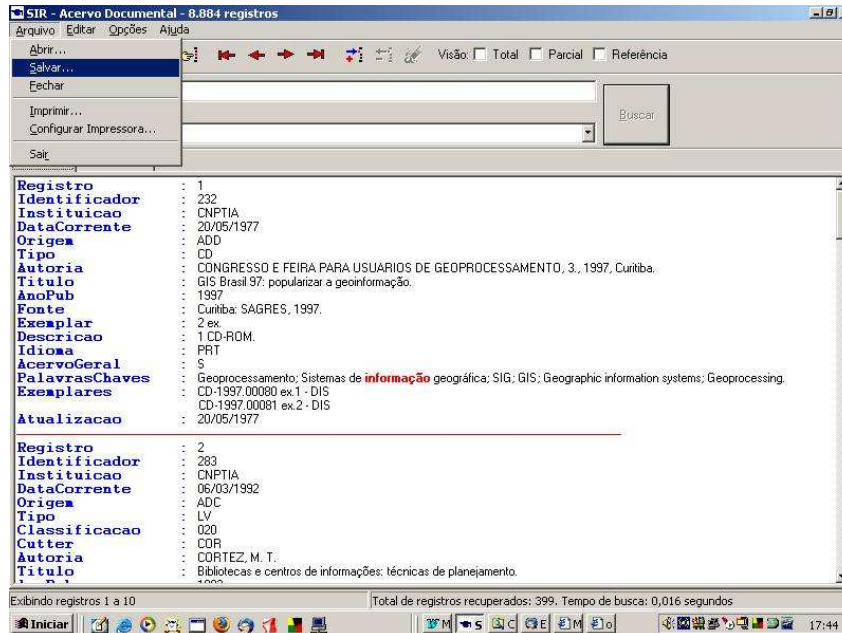 SIR - Acervo Documental - 8.884 registros
Arquivo Editar Opções Ajuda
Abrir...
Salvar...
Fechar
Imprimir...
Configurar Impressora...
Sair
Visão: Total Parcial Referência
Buscar
Registro : 1
Identificador : 232
Instituicao : CNPTIA
DataCorrente : 20/05/1977
Origem : ADD
Tipo : CD
Autoria : CONGRESSO E FEIRA PARA USUARIOS DE GEOPROCESSAMENTO, 3., 1997, Curitiba.
Titulo : GIS Brasil 97: popularizar a geoinformação.
AnoPub : 1997
Fonte : Curitiba: SAGRES, 1997.
Exemplar : 2 ex.
Descricao : 1 CD-ROM.
Idioma : PRT
AcervoGeral : S
PalavrasChaves : Geoprocessamento; Sistemas de informação geográfica; SIG; GIS; Geographic information systems; Geoprocessing.
Exemplares : CD-1997.00080 ex.1 - DIS
CD-1997.00081 ex.2 - DIS
Atualizacao : 20/05/1977
Registro : 2
Identificador : 283
Instituicao : CNPTIA
DataCorrente : 06/03/1992
Origem : ADC
Tipo : LV
Classificacao : 020
Cutter : COR
Autoria : CORTEZ, M. T.
Titulo : Bibliotecas e centros de informações: técnicas de planejamento.
Exibindo registros 1 a 10
Total de registros recuperados: 399. Tempo de busca: 0,016 segundos
Iniciar
17:44